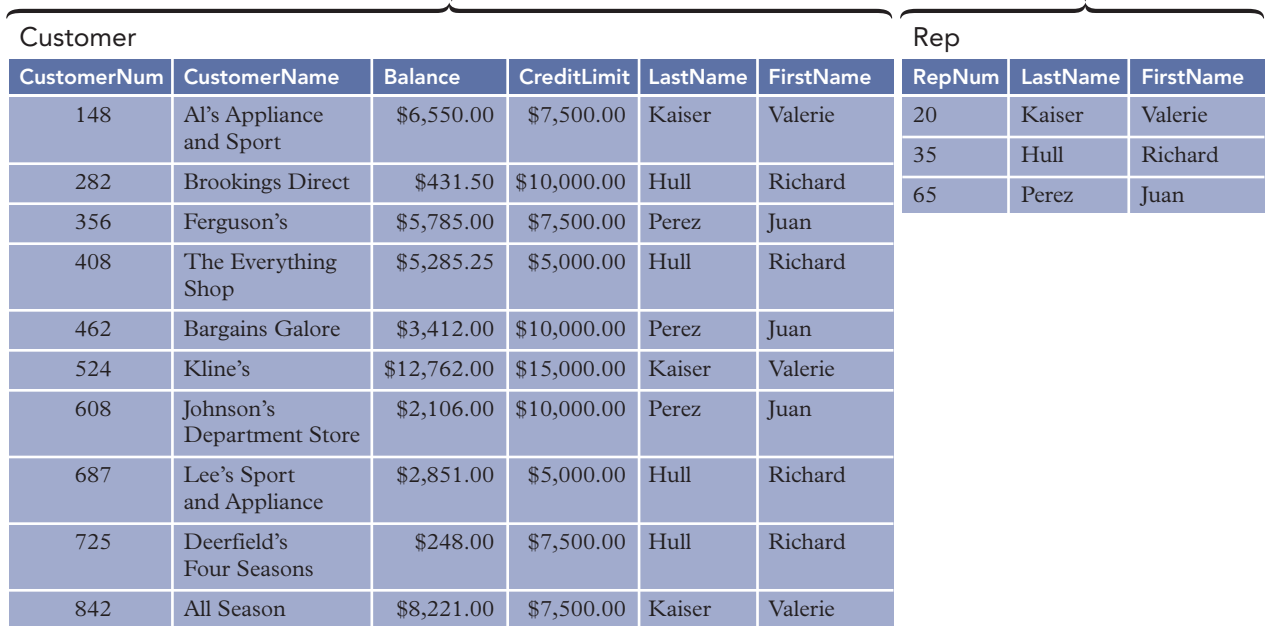 Customer
CustomerNum CustomerName Balance CreditLimit LastName FirstName
148 Al's Appliance $6,550.00 $7,500.00 Kaiser Valerie
and Sport
282 Brookings Direct $431.50 $10,000.00 Hull Richard
356 Ferguson's $5,785.00 $7,500.00 Perez Juan
408 The Everything $5,285.25 $5,000.00 Hull Richard
Shop
462 Bargains Galore $3,412.00 $10,000.00 Perez Juan
524 Kline's $12,762.00 $15,000.00 Kaiser Valerie
608 Johnson's $2,106.00 $10,000.00 Perez Juan
Department Store
687 Lee's Sport $2,851.00 $5,000.00 Hull Richard
and Appliance
725 Deerfield's $248.00 $7,500.00 Hull Richard
Four Seasons
842 All Season $8,221.00 $7,500.00 Kaiser Valerie
Rep
RepNum LastName FirstName
20 Kaiser Valerie
35 Hull Richard
65 Perez Juan